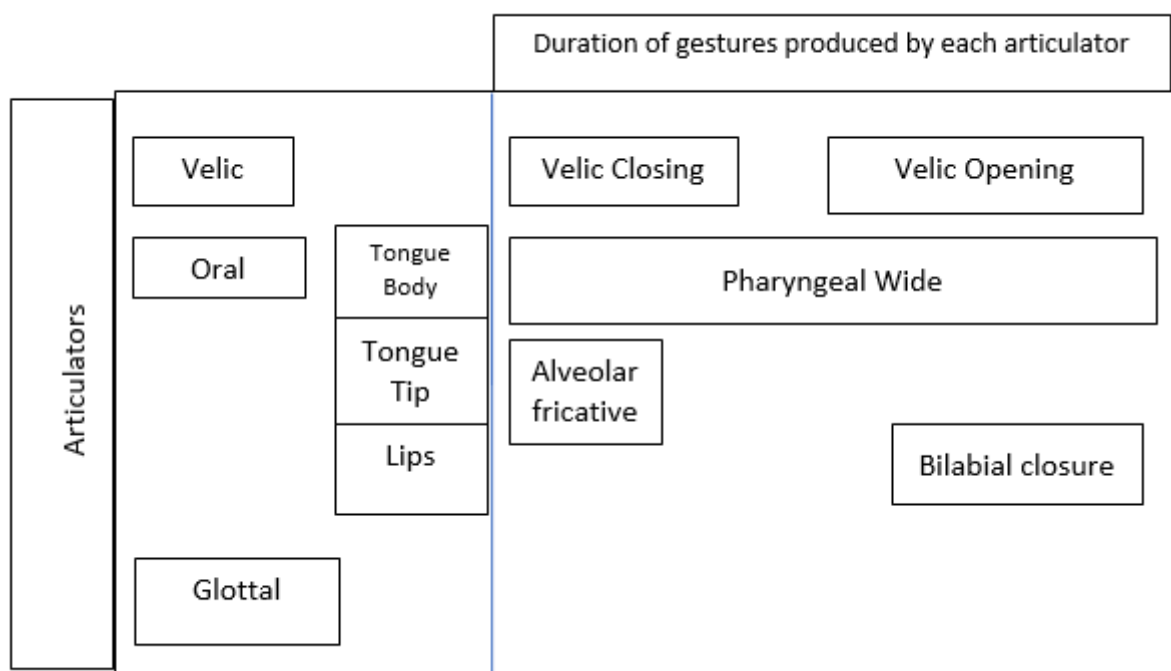 Duration of gestures produced by each articulator
Articulators
Velic
Velic Closing
Velic Opening
Oral
Tongue
Body
Pharyngeal Wide
Tongue
Tip
Alveolar
fricative
Lips
Bilabial closure
Glottal